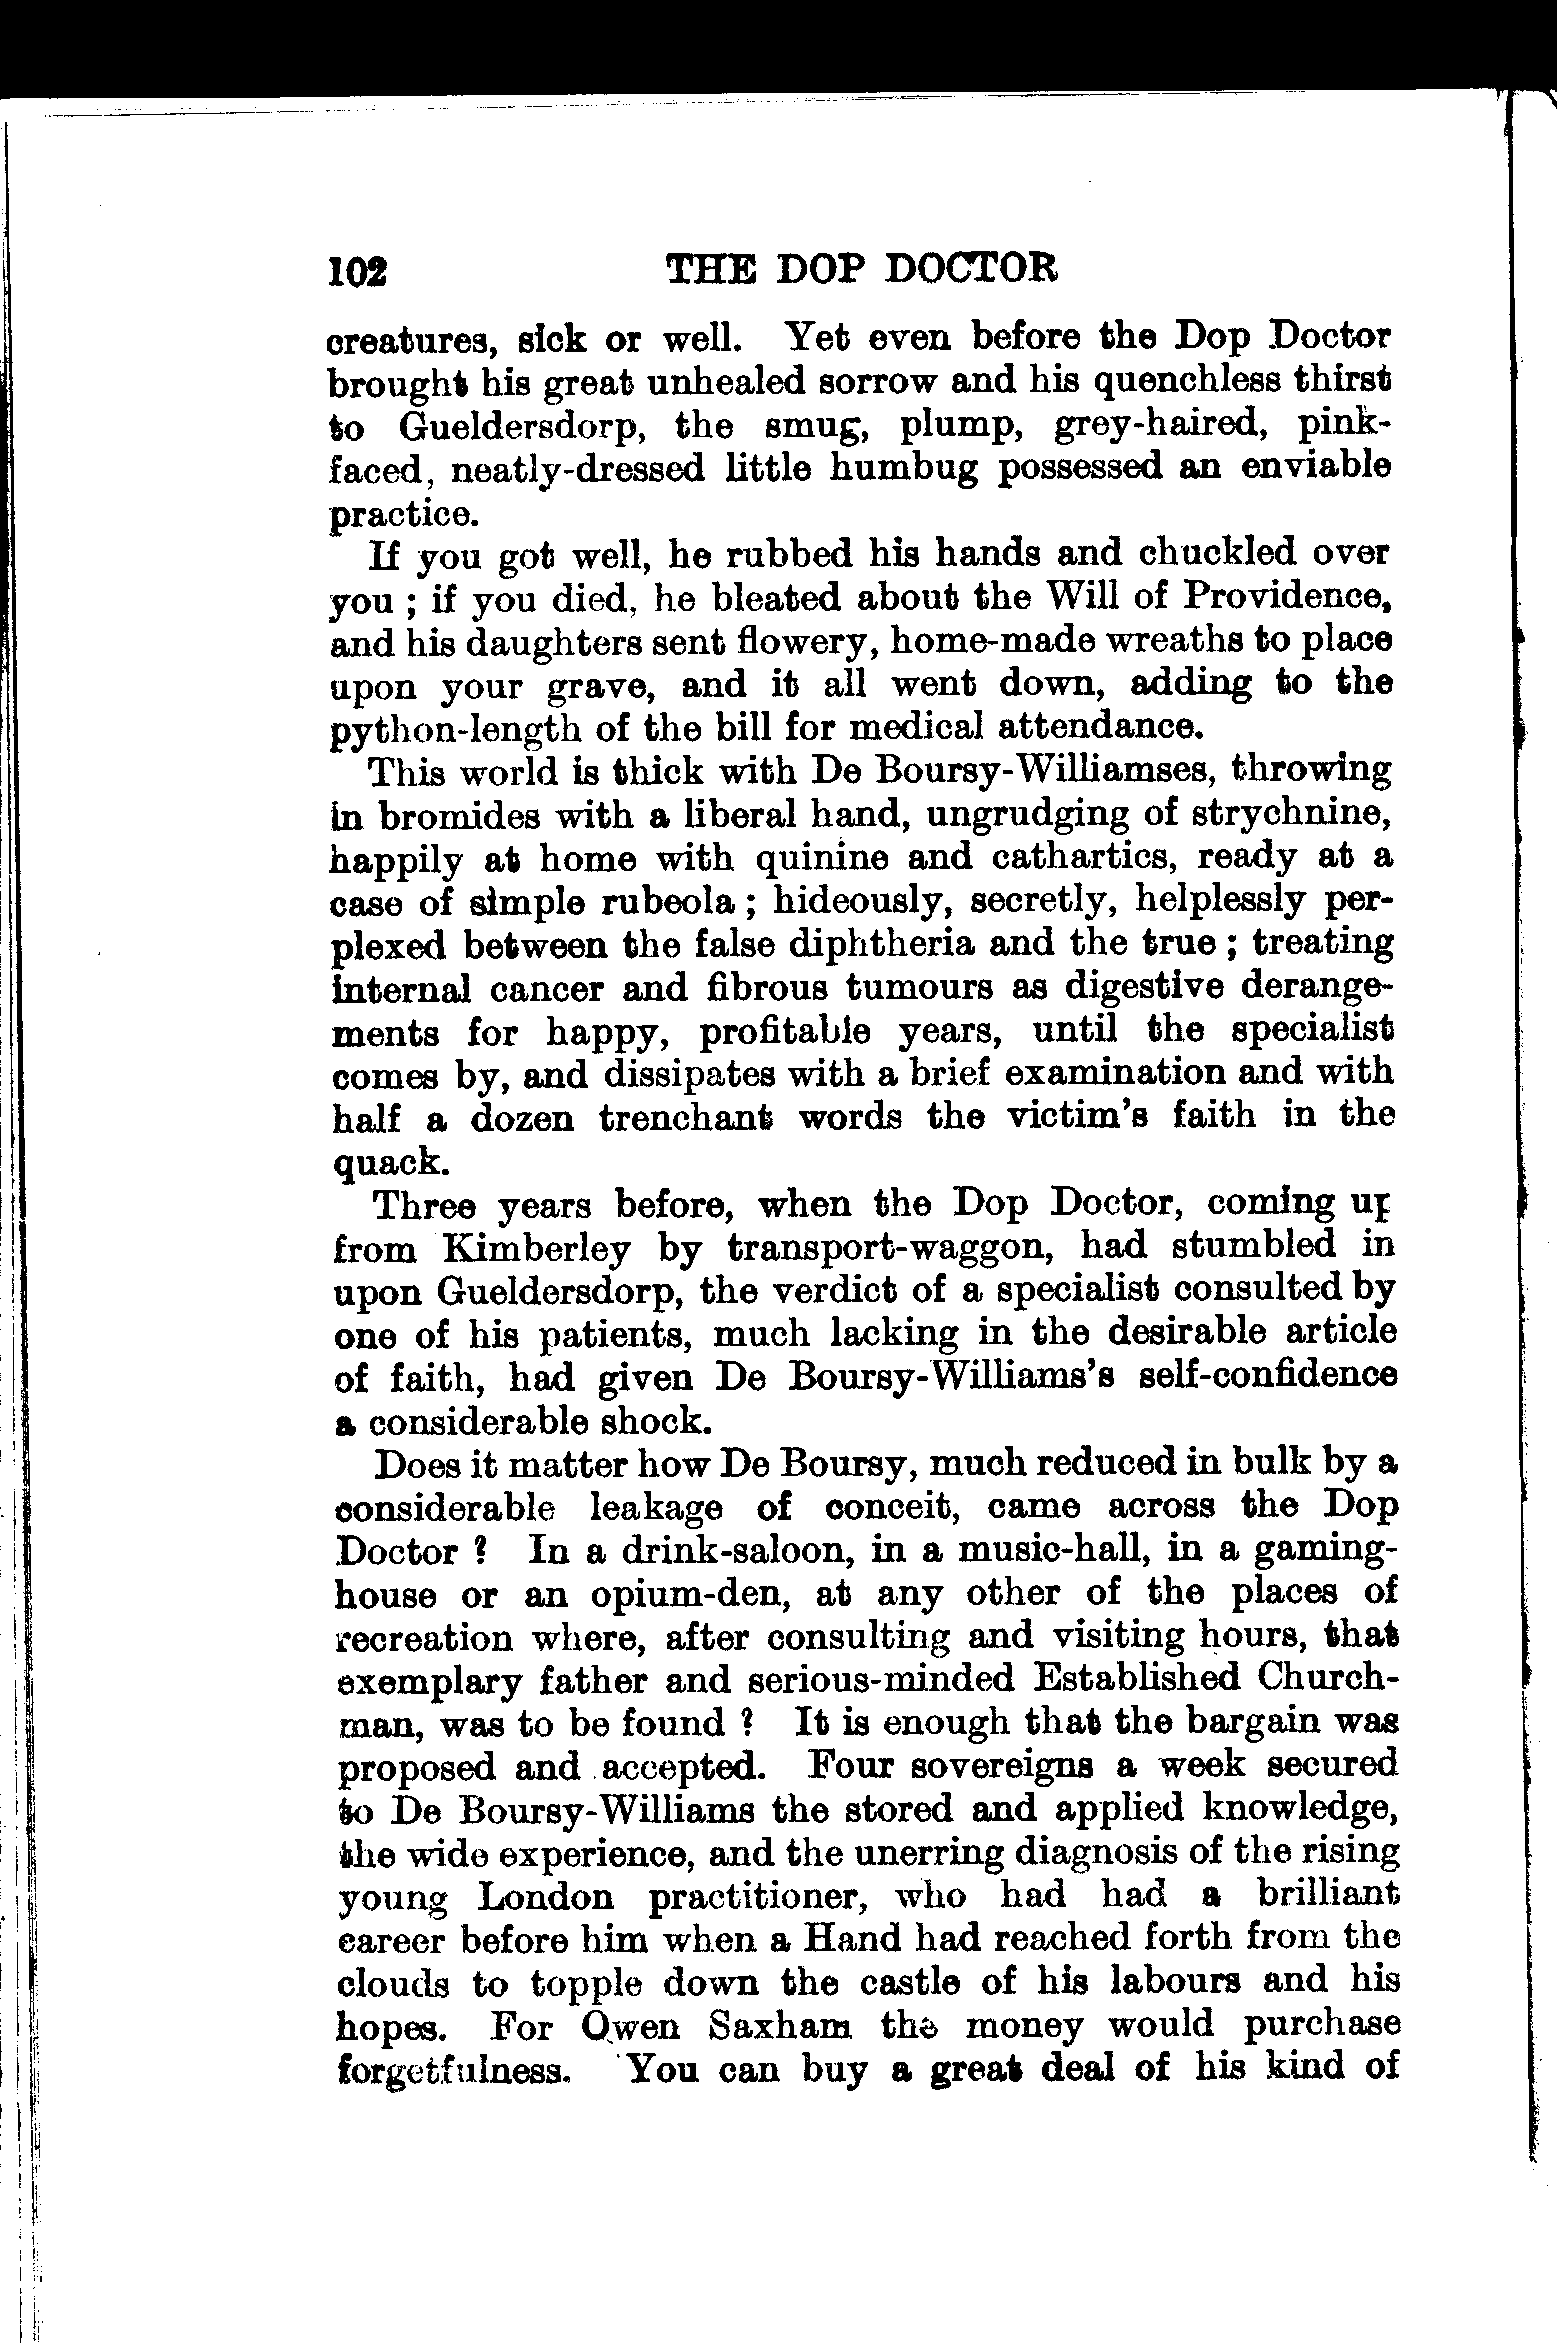 102 THE DOP DOCTOR
creatures, sick or well. Yet even before the Dop Doctor
brought his great unhealed sorrow and his quenchless thirst
to Gueldersdorp, the smug, plump, grey-haired, pink-
faced, neatly-dressed little humbug possessed an enviable
practice.
If you got well, he rubbed his hands and chuckled over
you ; if you died, he bleated about the Will of Providence,
and his daughters sent flowery, home-made wreaths to place
upon your grave, and it all went down, adding to the
python-length of the bill for medical attendance.
This world is thick with De Boursy-Williamses, throwing
in bromides with a liberal hand, ungrudging of strychnine,
happily at home with quinine and cathartics, ready at a
case of simple rubeola ; hideously, secretly, helplessly per-
plexed between the false diphtheria and the true ; treating
internal cancer and fibrous tumours as digestive derange-
ments for happy, profitable years, until the specialist
comes by, and dissipates with a brief examination and with
half a dozen trenchant words the victim's faith in the
quack.
Three years before, when the Dop Doctor, coming up
from Kimberley by transport-waggon, had stumbled in
upon Gueldersdorp, the verdict of a specialist consulted by
one of his patients, much lacking in the desirable article
of faith, had given De Boursy-Williams's self-confidence
a considerable shock.
Does it matter how De Boursy, much reduced in bulk by a
considerable leakage of conceit, came across the Dop
Doctor ? In a drink-saloon, in a music-hall, in a gaming-
house or an opium-den, at any other of the places of
recreation where, after consulting and visiting hours, that
exemplary father and serious-minded Established Church-
man, was to be found ? It is enough that the bargain was
proposed and accepted. Four sovereigns a week secured
to De Boursy-Williams the stored and applied knowledge,
the wide experience, and the unerring diagnosis of the rising
young London practitioner, who had had a brilliant
career before him when a Hand had reached forth from the
clouds to topple down the castle of his labours and his
hopes. For Owen Saxham the money would purchase
forgetfulness. You can buy a great deal of his kind of